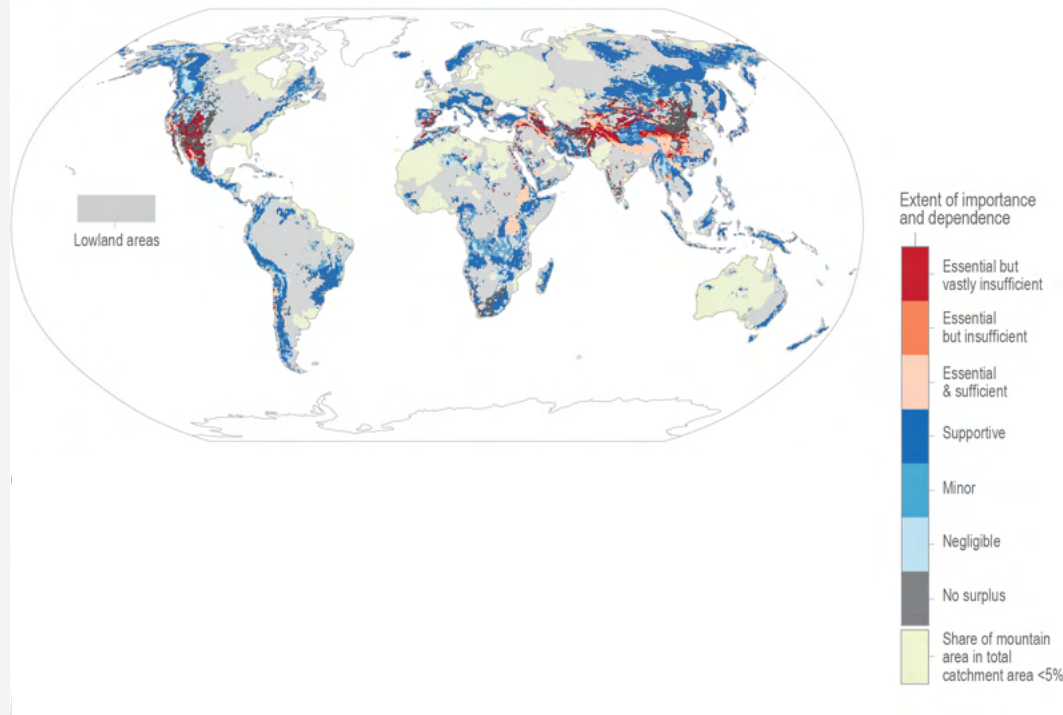 Lowland areas
Extent of importance
and dependence
Essential but
vastly insufficient
Essential
but insufficient
Essential
& sufficient
Supportive
Minor
Negligible
No surplus
Share of mountain
area in total
catchment area <5%